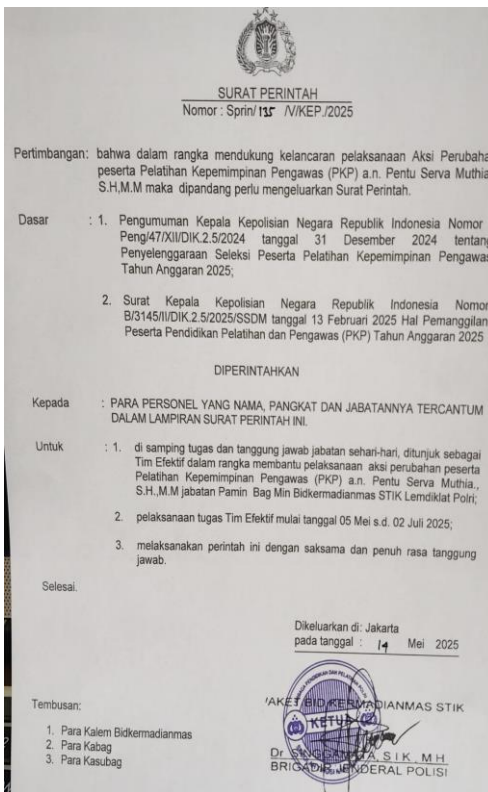 SURAT PERINTAH
Nomor : Sprin/ 135 /V/KEP./2025
Pertimbangan: bahwa dalam rangka mendukung kelancaran pelaksanaan Aksi Perubaha
peserta Pelatihan Kepemimpinan Pengawas (PKP) a.n. Pentu Serva Muthia
S.H,M.M maka dipandang perlu mengeluarkan Surat Perintah.
Dasar : 1. Pengumuman Kepala Kepolisian Negara Republik Indonesia Nomor
Peng/47/XII/DIK.2.5/2024 tanggal 31 Desember 2024 tentang
Penyelenggaraan Seleksi Peserta Pelatihan Kepemimpinan Pengawas
Tahun Anggaran 2025;
2. Surat Kepala Kepolisian Negara Republik Indonesia Nomor
B/3145/II/DIK.2.5/2025/SSDM tanggal 13 Februari 2025 Hal Pemanggilan
Peserta Pendidikan Pelatihan dan Pengawas (PKP) Tahun Anggaran 2025
DIPERINTAHKAN
Kepada : PARA PERSONEL YANG NAMA, PANGKAT DAN JABATANNYA TERCANTUM
DALAM LAMPIRAN SURAT PERINTAH INI.
Untuk : 1. di samping tugas dan tanggung jawab jabatan sehari-hari, ditunjuk sebagai
Tim Efektif dalam rangka membantu pelaksanaan aksi perubahan peserta
Pelatihan Kepemimpinan Pengawas (PKP) a.n. Pentu Serva Muthia.,
S.H.,M.M jabatan Pamin Bag Min Bidkermadianmas STIK Lemdiklat Polri;
2. pelaksanaan tugas Tim Efektif mulai tanggal 05 Mei s.d. 02 Juli 2025;
3. melaksanakan perintah ini dengan saksama dan penuh rasa tanggung
jawab.
Selesai.
Dikeluarkan di: Jakarta
pada tanggal : 14 Mei 2025
WAKET BID KERMADIANMAS STIK
KETUA
Dr S.I.K., MH
BRIGADIR JENDERAL POLISI
Tembusan:
1. Para Kalem Bidkermadianmas
2. Para Kabag
3. Para Kasubag